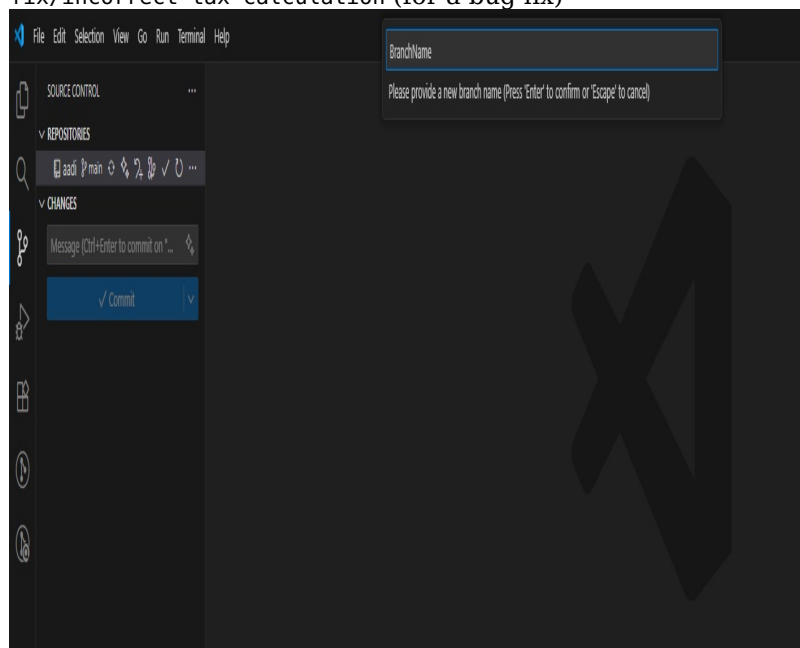 fix/incorrect-tax-calculation (for a bug fix)
File Edit Selection View Go Run Terminal Help
BranchName
Please provide a new branch name (Press 'Enter' to confirm or 'Escape' to cancel)
SOURCE CONTROL
REPOSITORIES
aadi main
CHANGES
Message (Ctrl+Enter to commit on "...
Commit